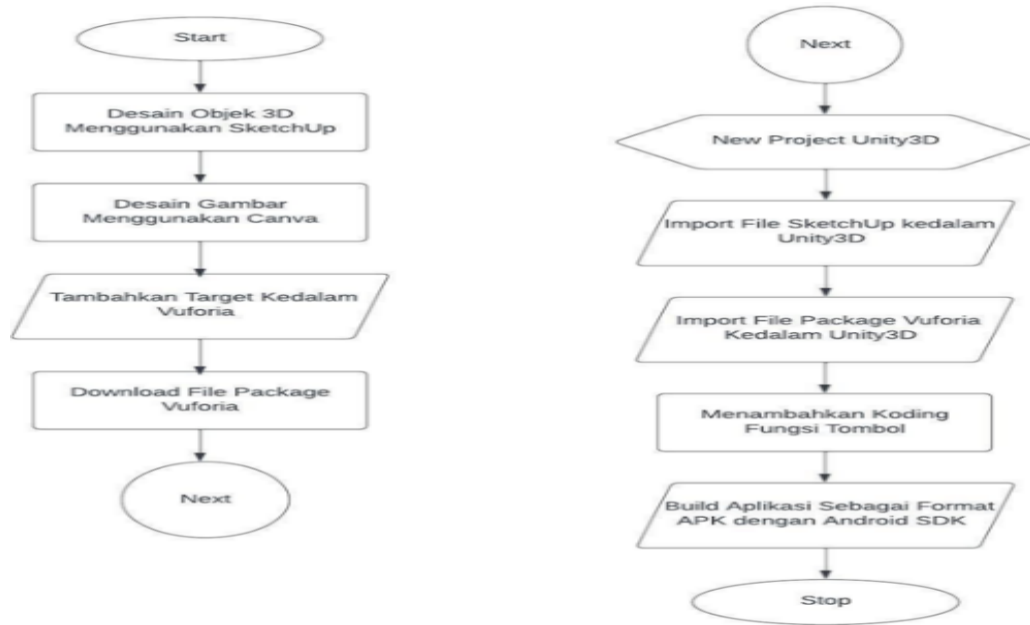 Start
Desain Objek 3D
Menggunakan SketchUp
Desain Gambar
Menggunakan Canva
Tambahkan Target Kedalam
Vuforia
Download File Package
Vuforia
Next
Next
New Project Unity3D
Import File SketchUp kedalam
Unity3D
Import File Package Vuforia
Kedalam Unity3D
Menambahkan Koding
Fungsi Tombol
Build Aplikasi Sebagai Format
APK dengan Android SDK
Stop